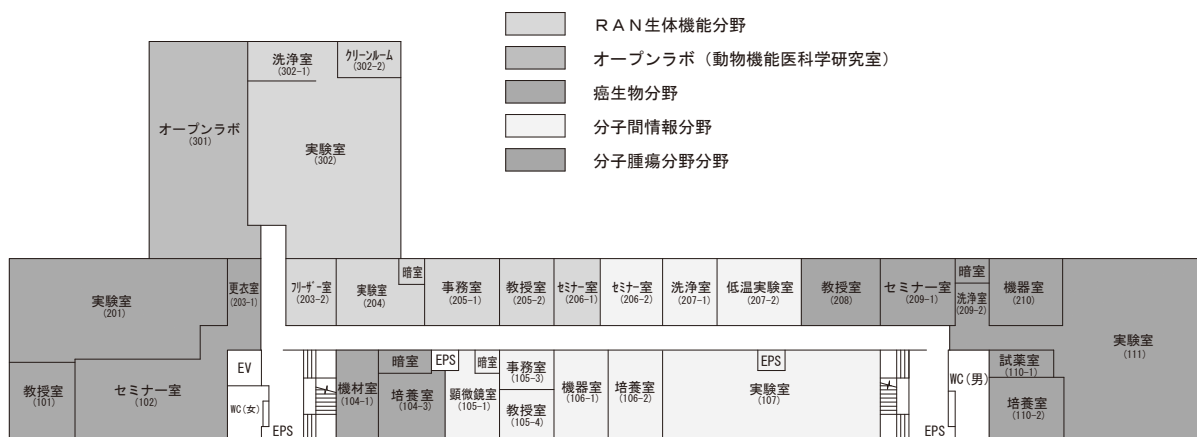 RAN生体機能分野
オープンラボ（動物機能医科学研究室）
癌生物分野
分子間情報分野
分子腫瘍分野分野
洗浄室
(302-1)
クリーンルーム
(302-2)
オープンラボ
(301)
実験室
(302)
実験室
(201)
更衣室
(203-1)
フリーザー室
(203-2)
実験室
(204)
暗室
事務室
(205-1)
教授室
(205-2)
セミナー室
(206-1)
セミナー室
(206-2)
洗浄室
(207-1)
低温実験室
(207-2)
教授室
(208)
セミナー室
(209-1)
暗室
洗浄室
(209-2)
機器室
(210)
実験室
(111)
教授室
(101)
セミナー室
(102)
EV
WC(女)
EPS
機材室
(104-1)
暗室
培養室
(104-3)
EPS
顕微鏡室
(105-1)
暗室
事務室
(105-3)
教授室
(105-4)
機器室
(106-1)
培養室
(106-2)
EPS
実験室
(107)
WC(男)
EPS
試薬室
(110-1)
培養室
(110-2)